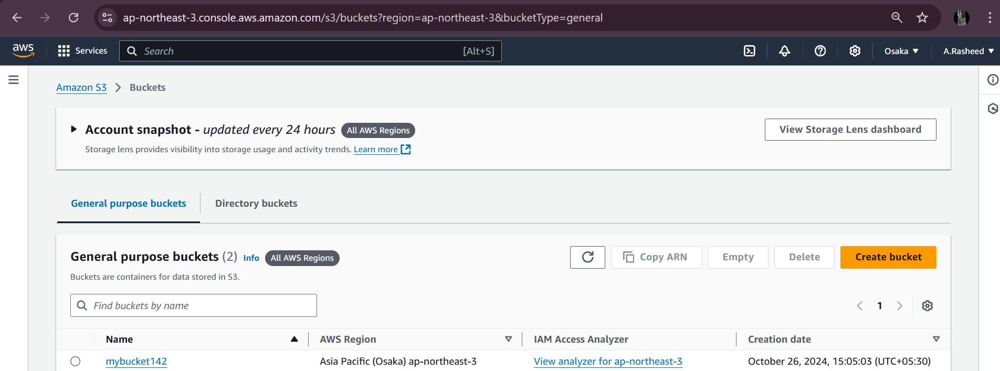 ap-northeast-3.console.aws.amazon.com/s3/buckets?region=ap-northeast-3&bucketType=general
aws Services Search [Alt+S] Osaka A.Rasheed
Amazon S3 Buckets
Account snapshot - updated every 24 hours All AWS Regions View Storage Lens dashboard
Storage lens provides visibility into storage usage and activity trends. Learn more
General purpose buckets Directory buckets
General purpose buckets (2) Info All AWS Regions Copy ARN Empty Delete Create bucket
Buckets are containers for data stored in S3.
Find buckets by name 1
Name AWS Region IAM Access Analyzer Creation date
mybucket142 Asia Pacific (Osaka) ap-northeast-3 View analyzer for ap-northeast-3 October 26, 2024, 15:05:03 (UTC+05:30)